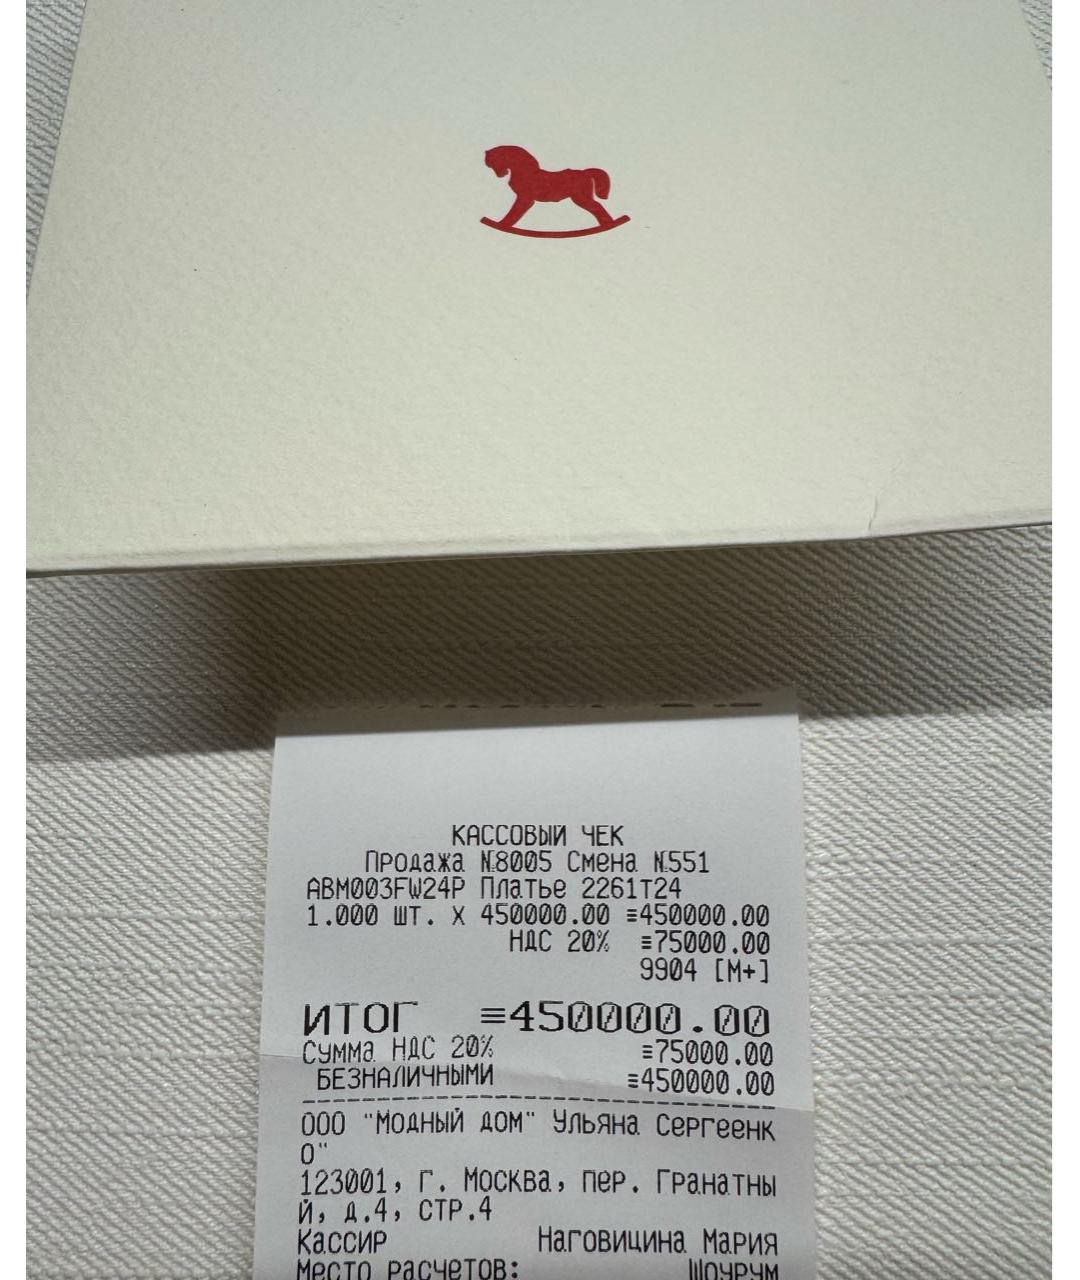 КАССОВЫЙ ЧЕК
Продажа №8005 Смена №551
ABM003FW24P Платье 2261т24
1.000 шт. X 450000.00 ≡450000.00
НДС 20% ≡75000.00
9904 [M+]
ИТОГ ≡450000.00
Сумма НДС 20% ≡75000.00
БЕЗНАЛИЧНЫМИ ≡450000.00
ООО "Модный дом" Ульяна Сергеенк
о"
123001, г. Москва, пер. Гранатны
й, д.4, СТР.4
Кассир Наговицина Мария
Место расчетов: Шоурум